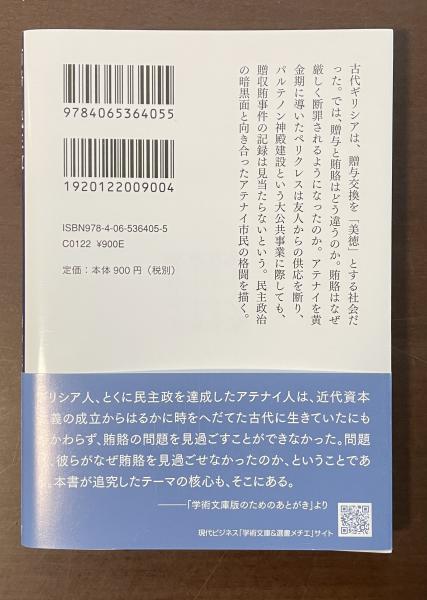 古代ギリシアは、贈与交換を「美徳」とする社会だ
った。では、贈与と賄賂はどう違うのか。賄賂はなぜ
厳しく断罪されるようになったのか。アテナイを黄
金期に導いたペリクレスは友人からの供応を断り、
パルテノン神殿建設という大公共事業に際しても、
贈収賄事件の記録は見当たらないという。民主政治
の暗黒面と向き合ったアテナイ市民の格闘を描く。
9784065364055
1920122009004
ISBN978-4-06-536405-5
C0122 ¥900E
定価:本体900円(税別)
リシア人、とくに民主政を達成したアテナイ人は、近代資本
義の成立からはるかに時をへだてた古代に生きていたにも
かわらず、賄賂の問題を見過ごすことができなかった。問題
、彼らがなぜ賄賂を見過ごせなかったのか、ということであ
。本書が追究したテーマの核心も、そこにある。
――「学術文庫版のためのあとがき」より
現代ビジネス「学術文庫&選書メチエ」サイト